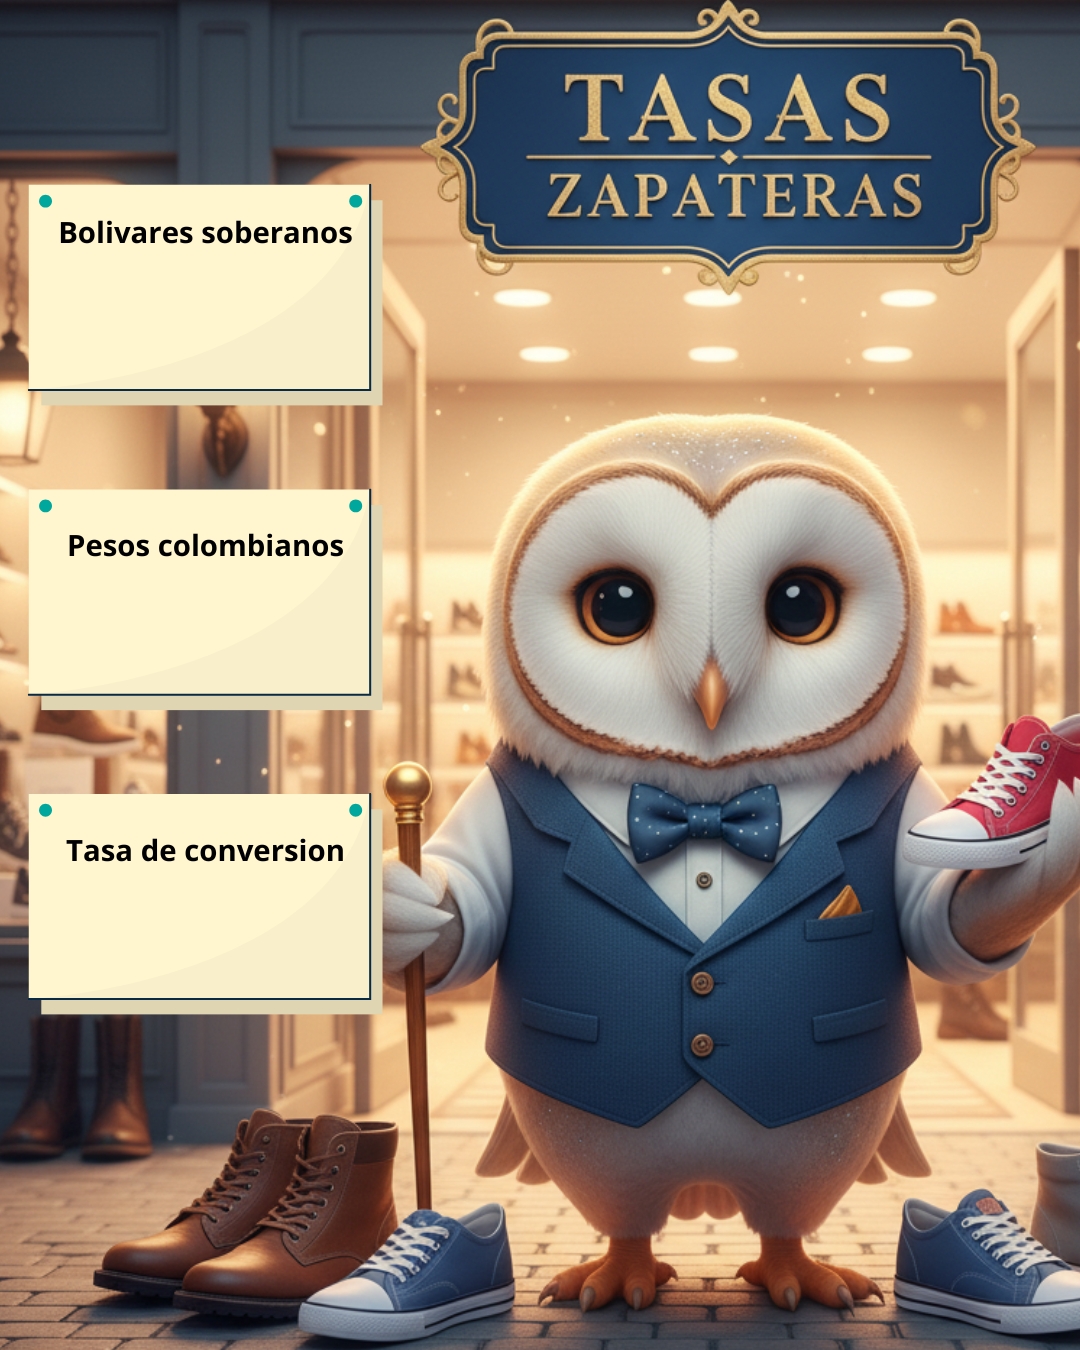 TASAS
ZAPATERAS
Bolivares soberanos
Pesos colombianos
Tasa de conversion